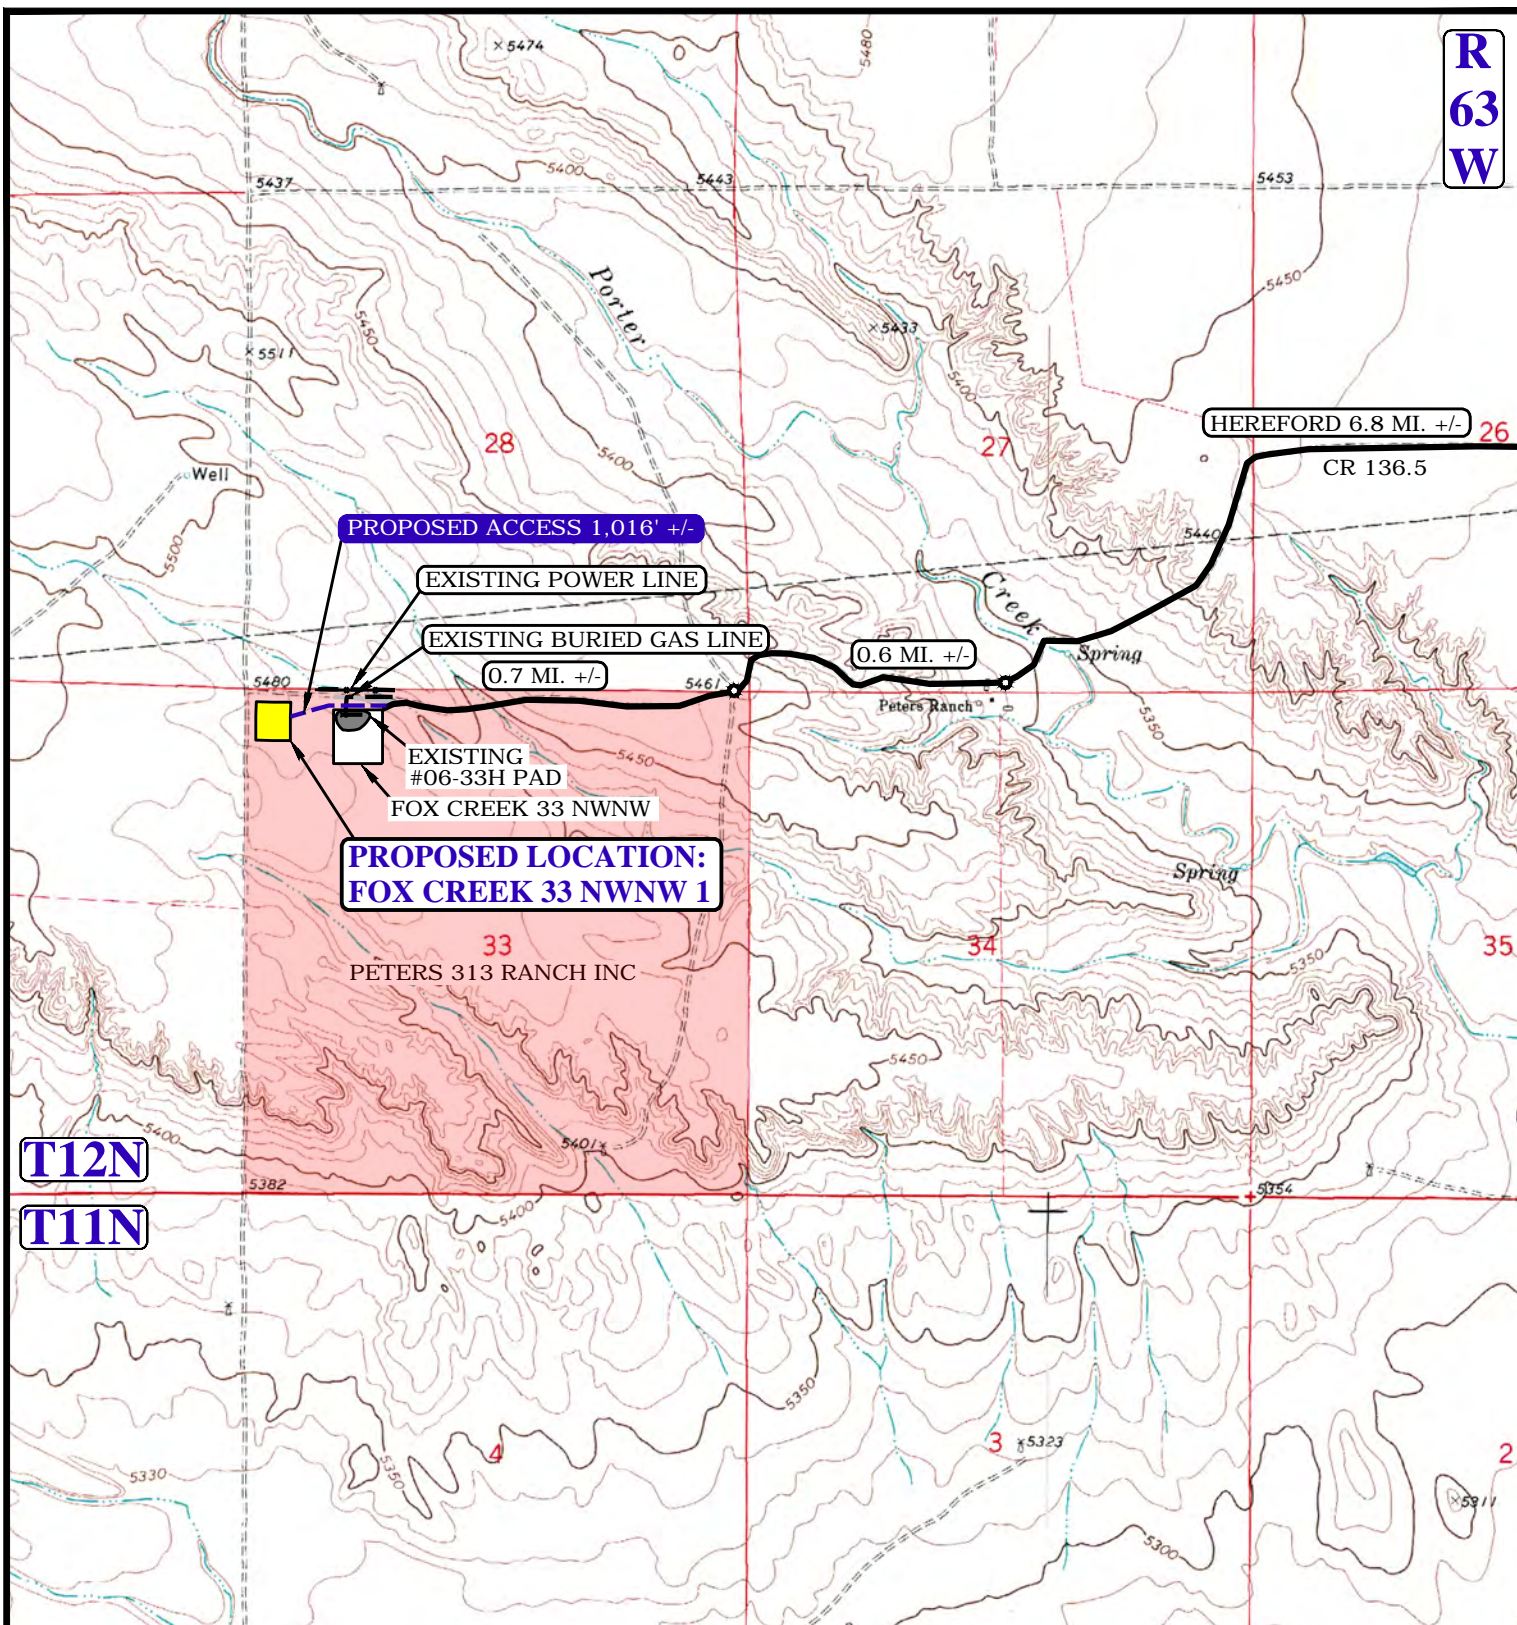 R
63
W
5474
5480
5400
5437
5443
5453
Porter
5450
5450
5433
5511
5400
HEREFORD 6.8 MI. +/-
26
CR 136.5
28
27
5400
Well
PROPOSED ACCESS 1,016' +/-
5500
5440
EXISTING POWER LINE
Creek
EXISTING BURIED GAS LINE
0.6 MI. +/-
Spring
0.7 MI. +/-
5480
5461
Peters Ranch
5350
EXISTING
#06-33H PAD
5450
FOX CREEK 33 NWNW
PROPOSED LOCATION:
FOX CREEK 33 NWNW 1
Spring
33
34
35
PETERS 313 RANCH INC
5350
5450
5400
5401
T12N
5382
5354
T11N
5400
5350
4
3
5323
2
5330
5350
5311
5300